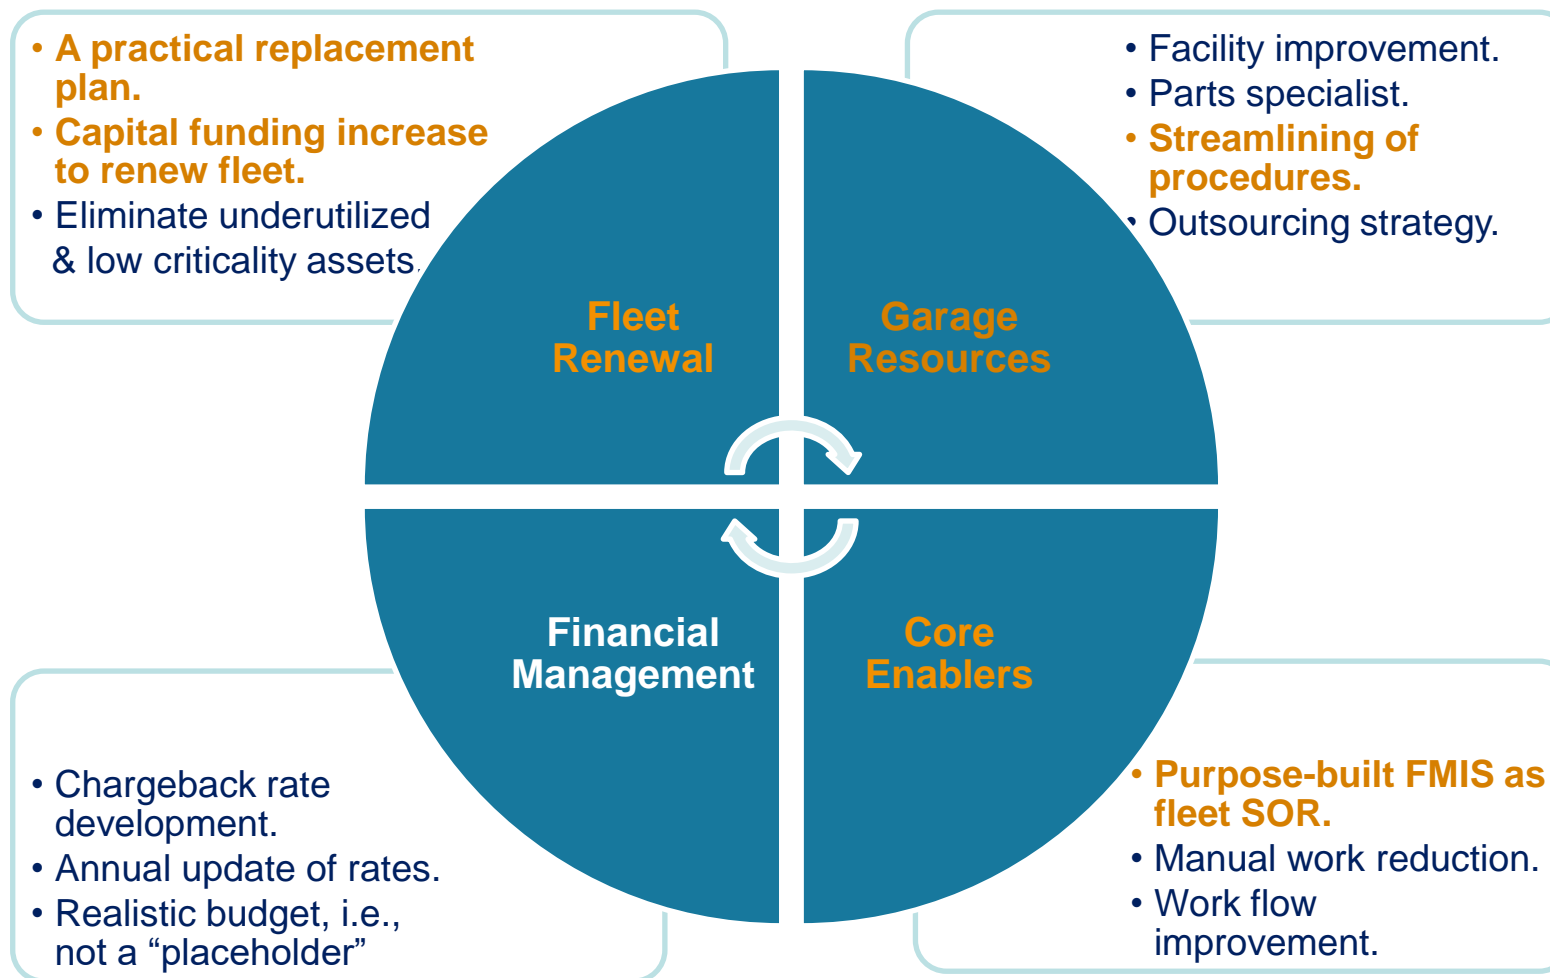 • A practical replacement
plan.
• Capital funding increase
to renew fleet.
• Eliminate underutilized
& low criticality assets.
• Facility improvement.
• Parts specialist.
• Streamlining of
procedures.
• Outsourcing strategy.
Fleet
Renewal
Garage
Resources
Financial
Management
Core
Enablers
• Chargeback rate
development.
• Annual update of rates.
• Realistic budget, i.e.,
not a “placeholder”
• Purpose-built FMIS as
fleet SOR.
• Manual work reduction.
• Work flow
improvement.